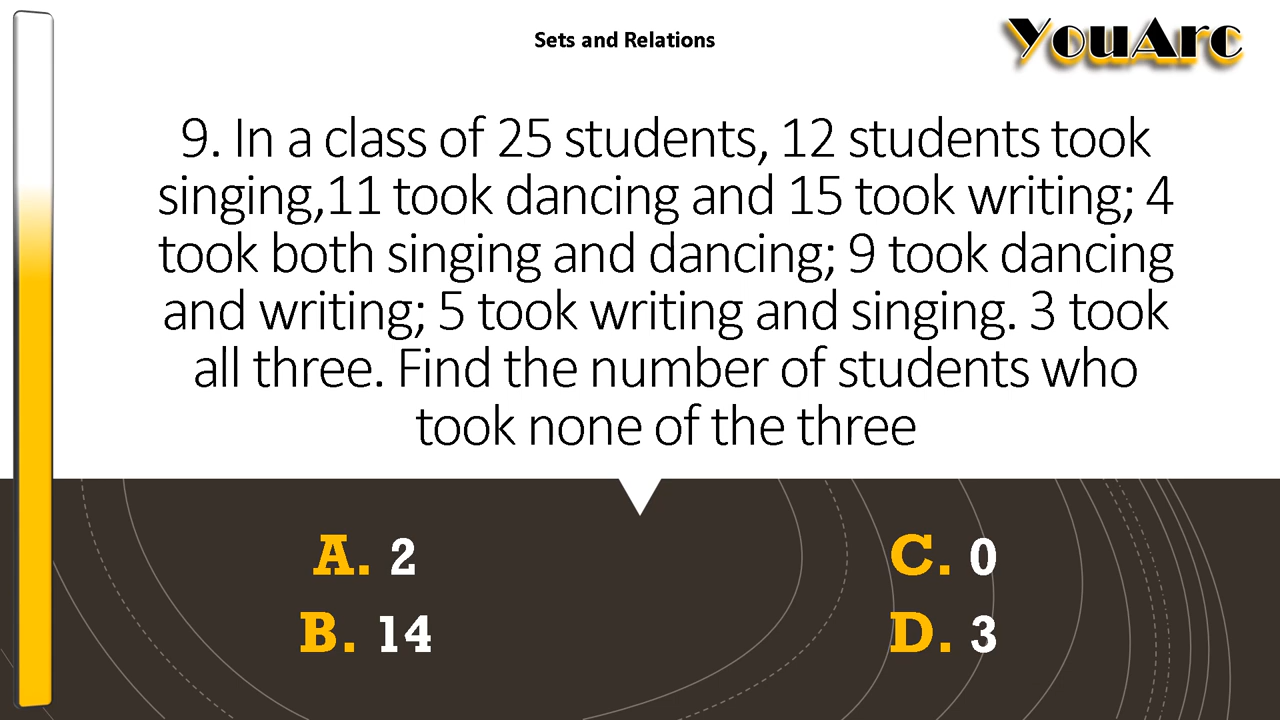 Sets and Relations
YouArc
9. In a class of 25 students, 12 students took
singing,11 took dancing and 15 took writing; 4
took both singing and dancing; 9 took dancing
and writing; 5 took writing and singing. 3 took
all three. Find the number of students who
took none of the three
A. 2
C. 0
B. 14
D. 3